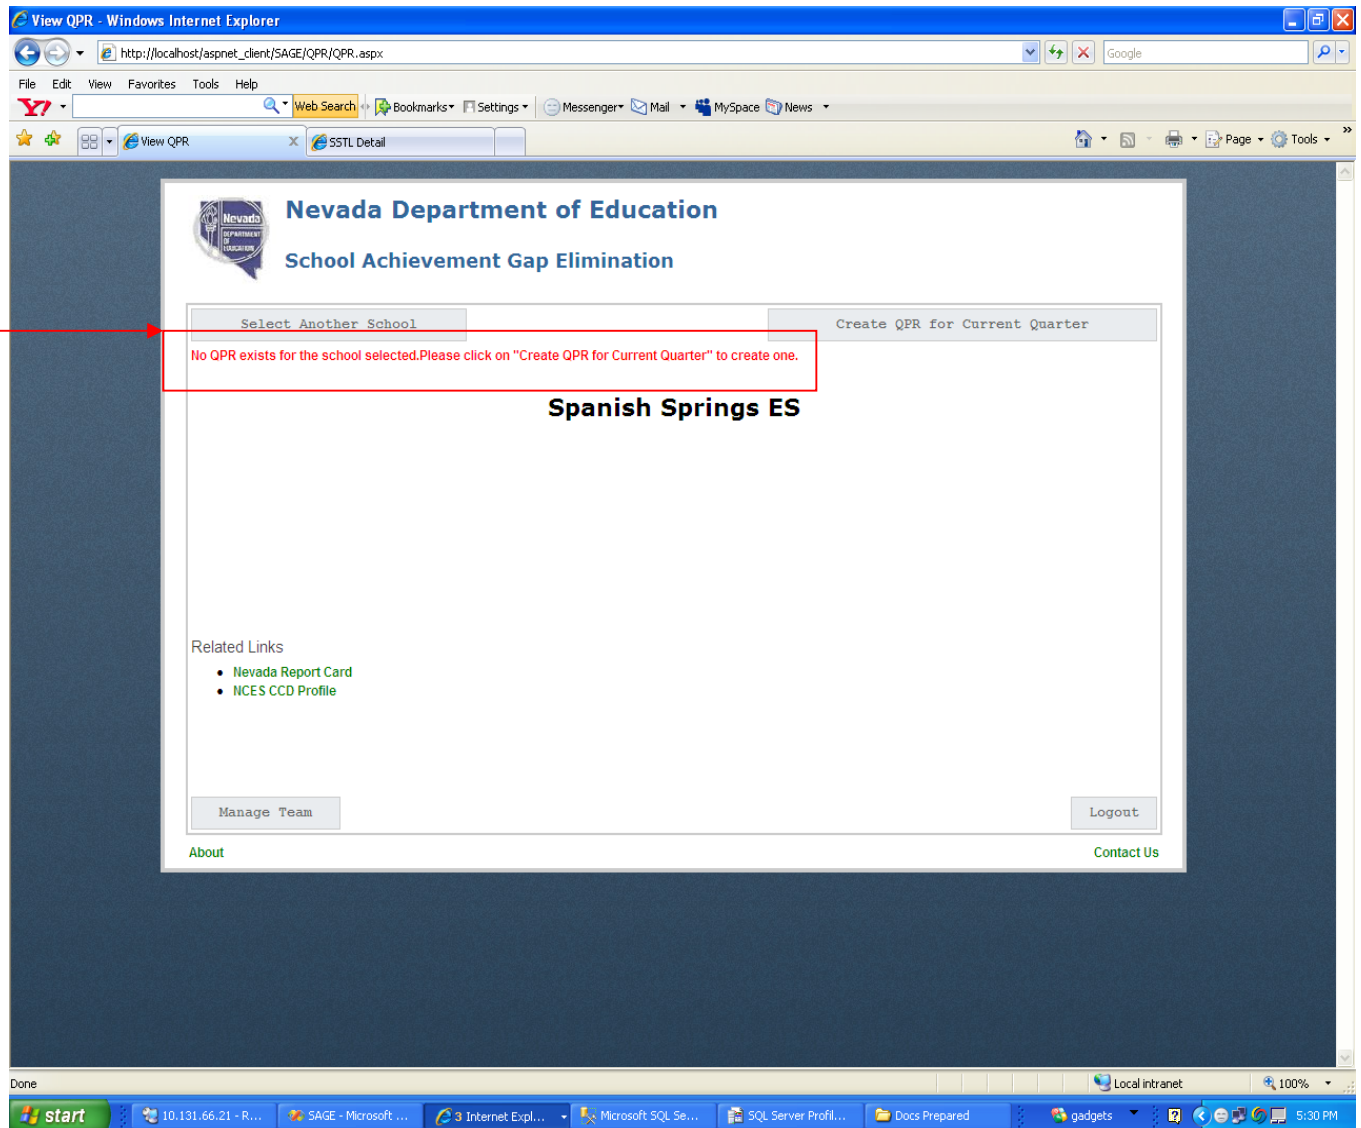 View QPR - Windows Internet Explorer
http://localhost/aspnet_client/SAGE/QPR/QPR.aspx
Google
File Edit View Favorites Tools Help
Y! Web Search Bookmarks Settings Messenger Mail MySpace News
View QPR X SSTL Detail Page Tools »
Nevada
DEPARTMENT
OF
EDUCATION
Nevada Department of Education
School Achievement Gap Elimination
Select Another School Create QPR for Current Quarter
No QPR exists for the school selected.Please click on "Create QPR for Current Quarter" to create one.
Spanish Springs ES
Related Links
• Nevada Report Card
• NCES CCD Profile
Manage Team Logout
About Contact Us
Done Local intranet 100%
start 10.131.66.21 - R... SAGE - Microsoft ... 3 Internet Expl... Microsoft SQL Se... SQL Server Profil... Docs Prepared gadgets 5:30 PM